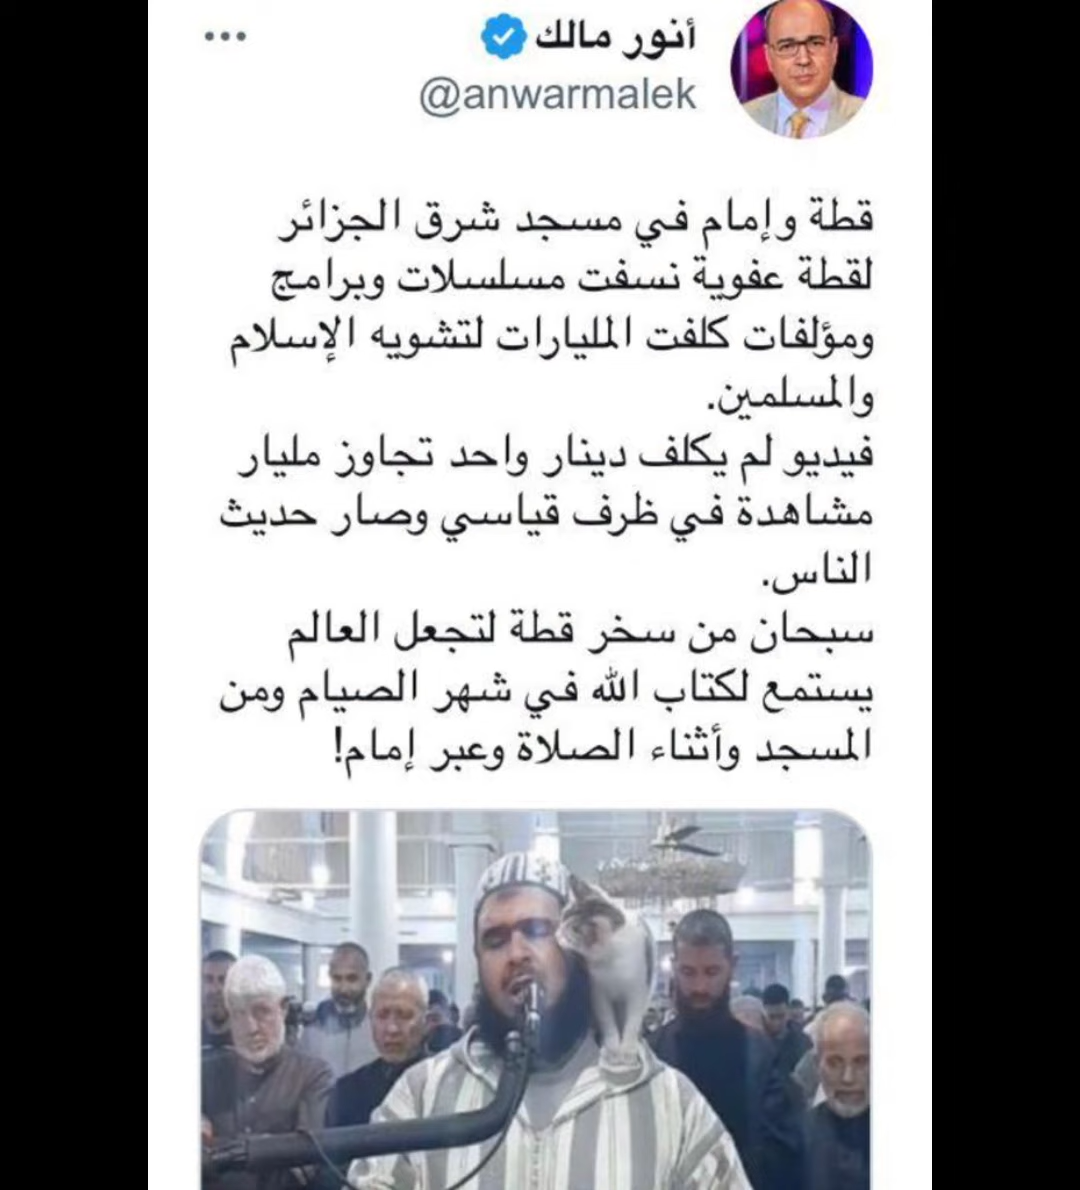 أنور مالك
@anwarmalek
قطة وإمام في مسجد شرق الجزائر
لقطة عفوية نسفت مسلسلات وبرامج
ومؤلفات كلفت المليارات لتشويه الإسلام
والمسلمين.
فيديو لم يكلف دينار واحد تجاوز مليار
مشاهدة في ظرف قياسي وصار حديث
الناس.
سبحان من سخر قطة لتجعل العالم
يستمع لكتاب الله في شهر الصيام ومن
المسجد وأثناء الصلاة وعبر إمام!